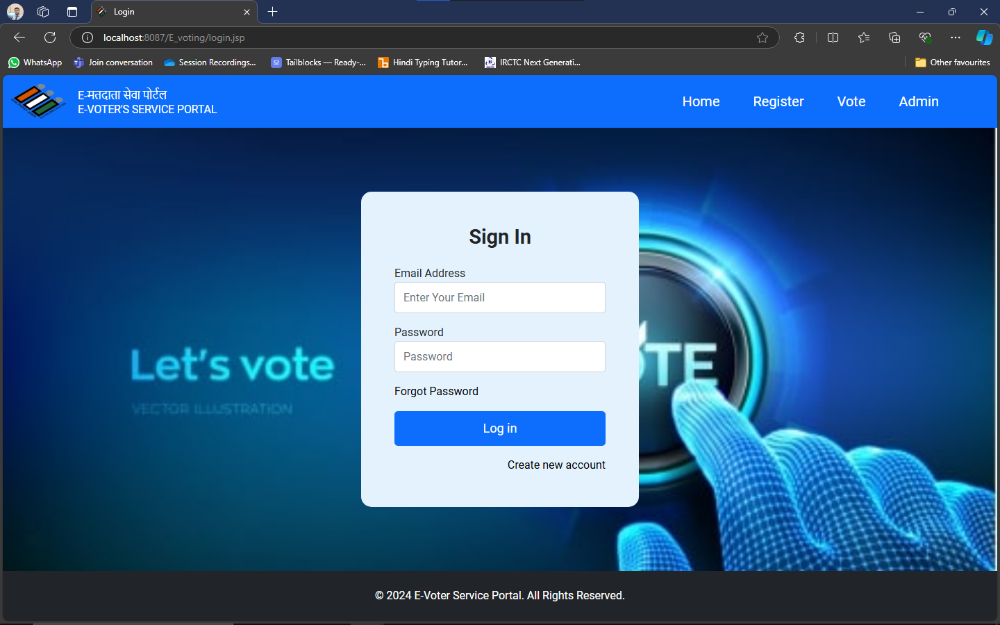 Login
localhost:8087/E_voting/login.jsp
WhatsApp
Join conversation
Session Recordings...
Tailblocks — Ready-...
Hindi Typing Tutor...
IRCTC Next Generati...
Other favourites
E-मतदाता सेवा पोर्टल
E-VOTER'S SERVICE PORTAL
Home
Register
Vote
Admin
Sign In
Email Address
Enter Your Email
Password
Password
Forgot Password
Log in
Create new account
Let's vote
VECTOR ILLUSTRATION
© 2024 E-Voter Service Portal. All Rights Reserved.